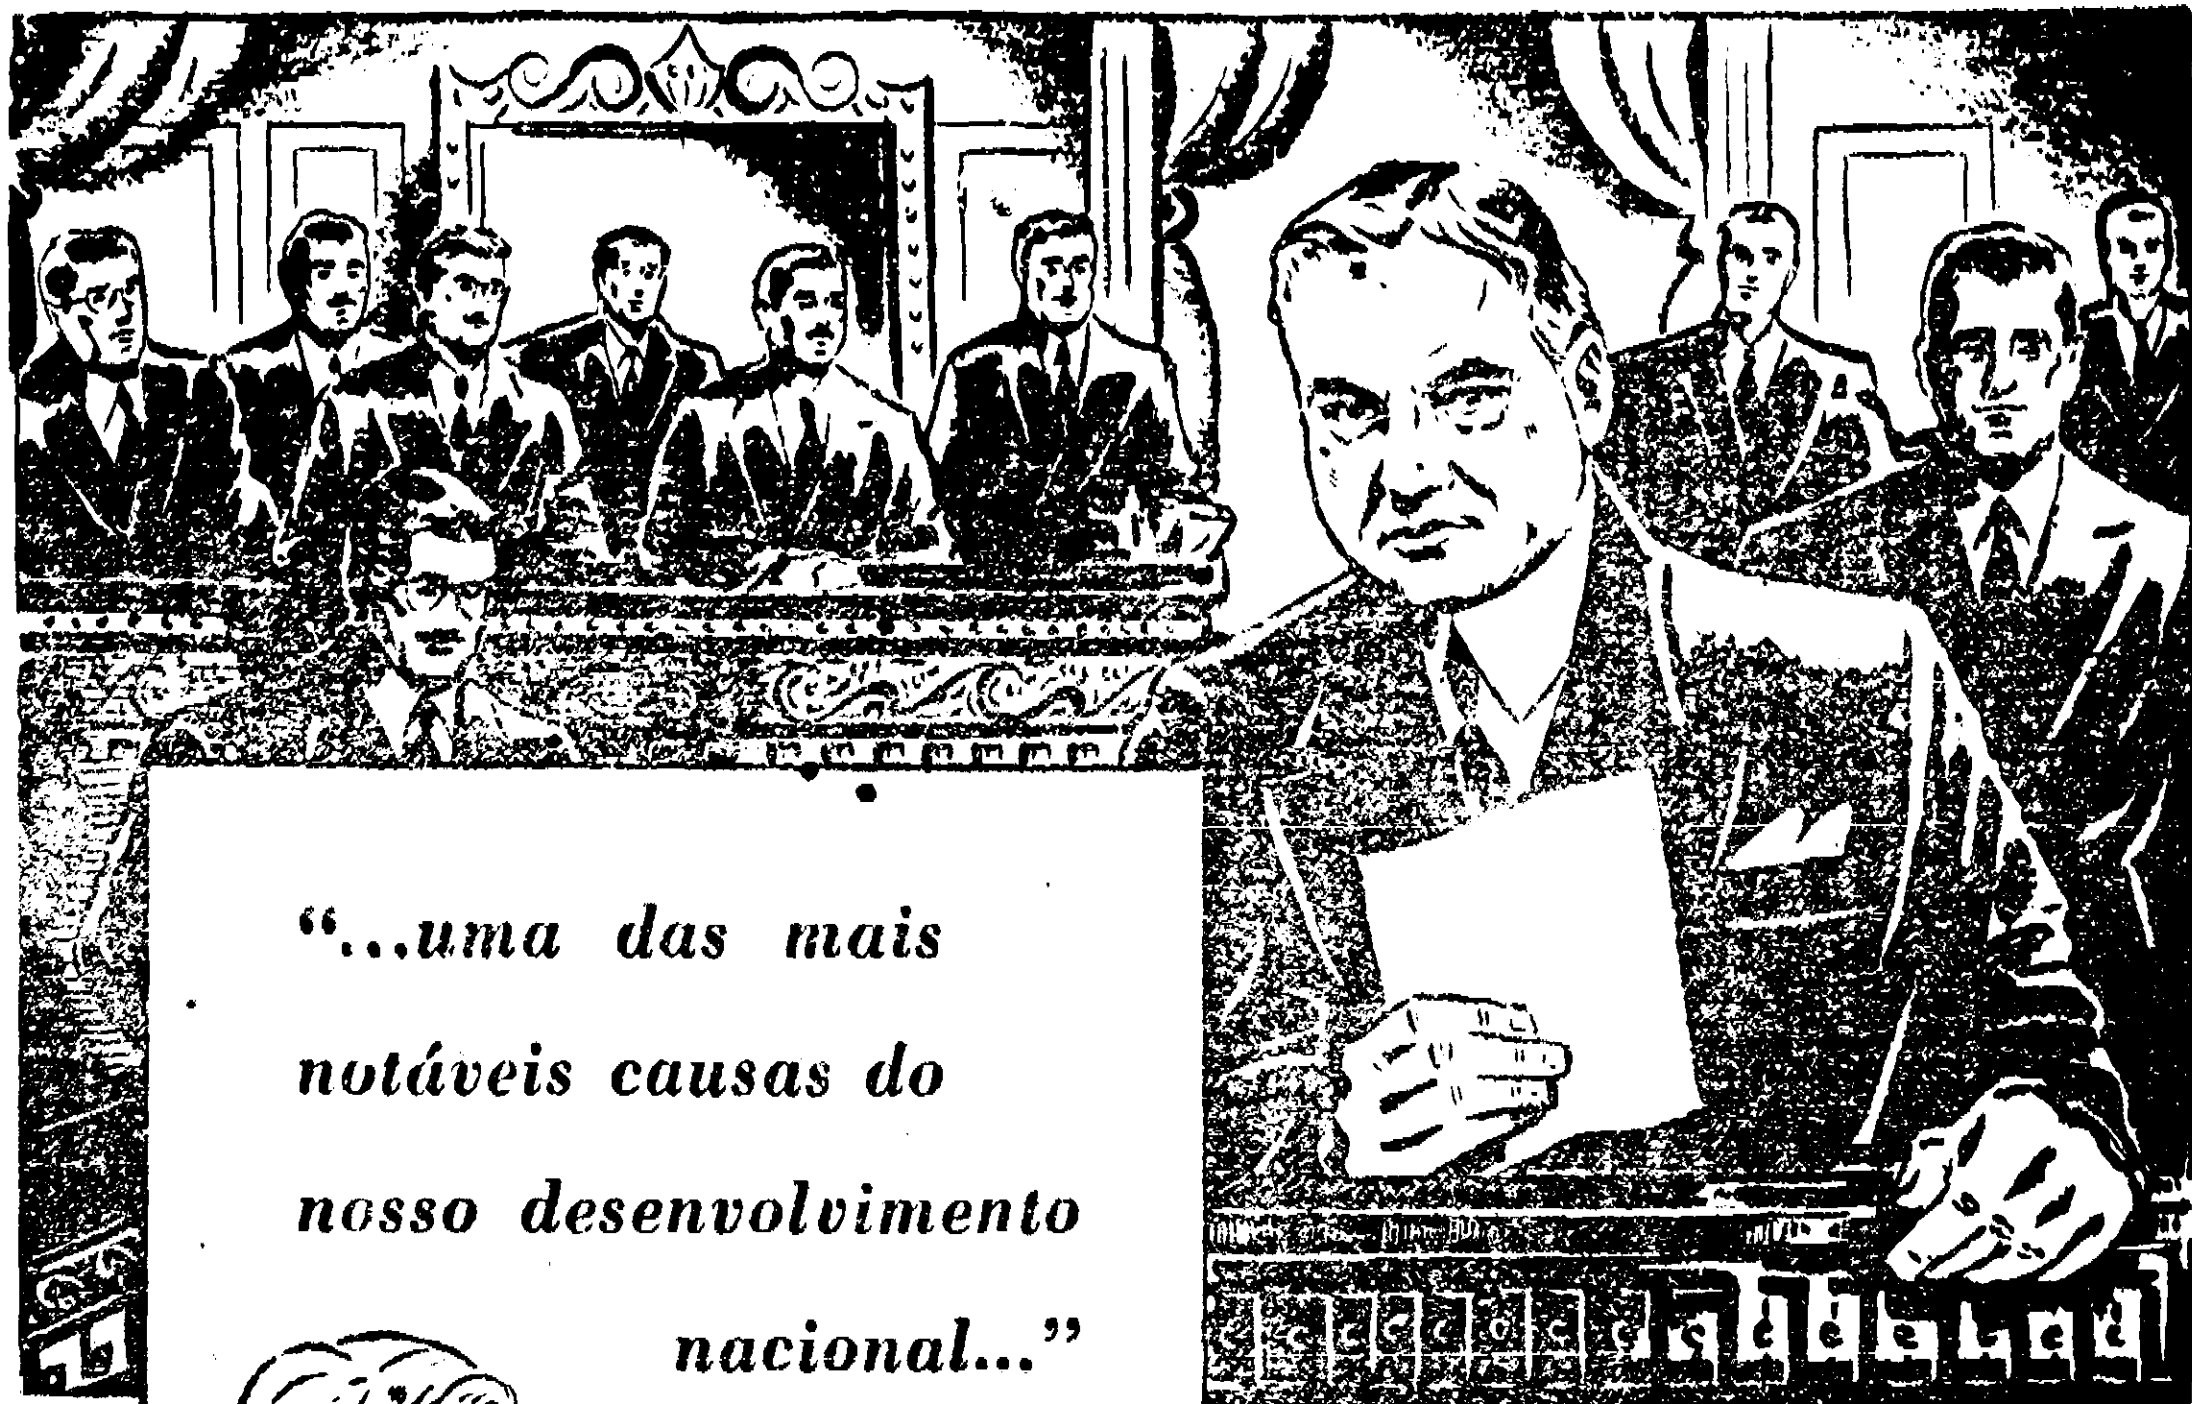 “...uma das mais
notáveis causas do
nosso desenvolvimento
nacional...”